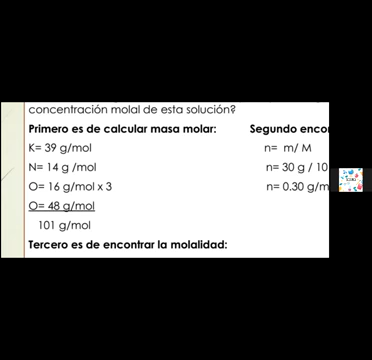 concentración molal de esta solución?
Primero es de calcular masa molar:
K= 39 g/mol
N= 14 g /mol
O= 16 g/mol x 3
O= 48 g/mol
101 g/mol
Segundo encon
n= m/ M
n= 30 g / 10
n= 0.30 g/m
Tercero es de encontrar la molalidad: